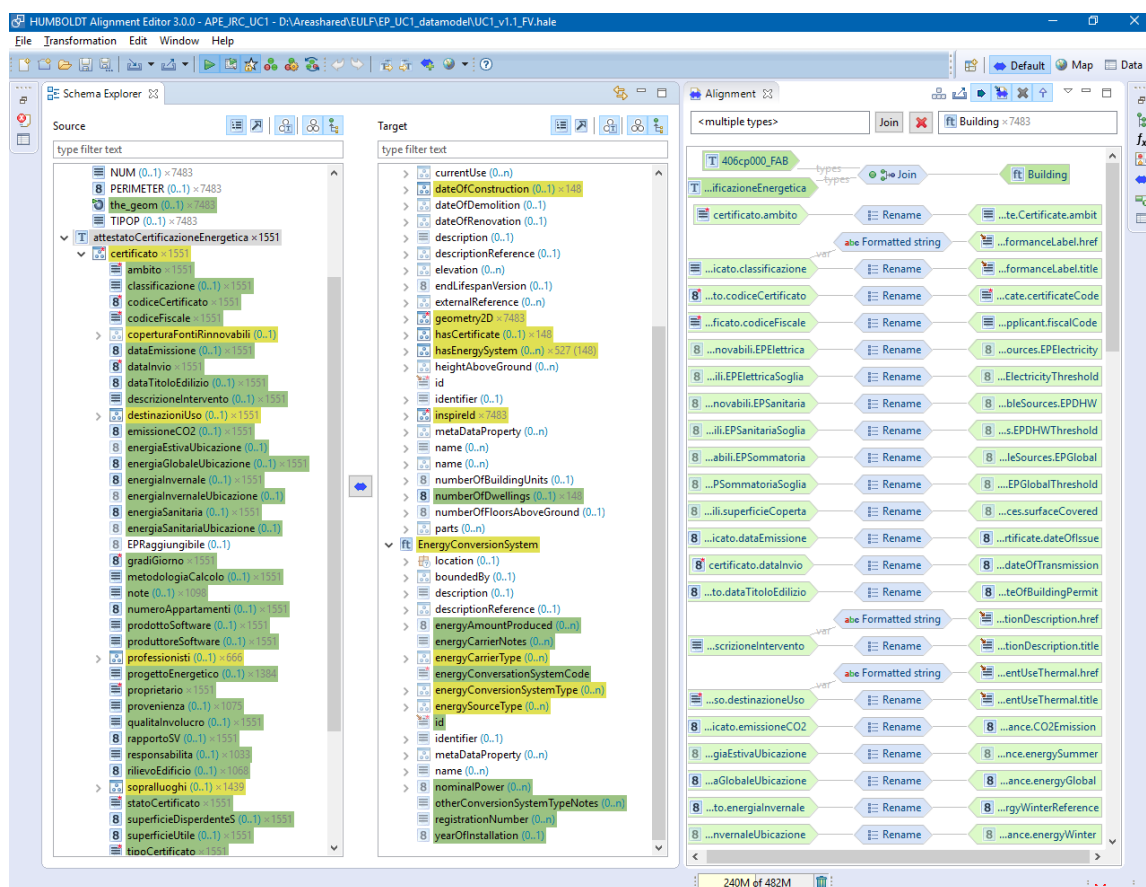 HUMBOLDT Alignment Editor 3.0.0 - APE_JRC_UC1 - D:\Areashared\EULF\EP_UC1_datamodel\UC1_v1.1_FV.hale
File Transformation Edit Window Help
Default Map Data
Schema Explorer
Source
type filter text
NUM (0..1) ×7483
PERIMETER (0..1) ×7483
the_geom (0..1) ×7483
TIPOP (0..1) ×7483
attestatoCertificazioneEnergetica ×1551
certificato ×1551
ambito ×1551
classificazione (0..1) ×1551
codiceCertificato ×1551
codiceFiscale ×1551
coperturaFontiRinnovabili (0..1)
dataEmissione (0..1) ×1551
dataInvio ×1551
dataTitoloEdilizio (0..1) ×1551
descrizioneIntervento (0..1) ×1551
destinazioniUso (0..1) ×1551
emissioneCO2 (0..1) ×1551
energiaEstivaUbicazione (0..1)
energiaGlobaleUbicazione (0..1) ×1551
energiaInvernale (0..1) ×1551
energiaInvernaleUbicazione (0..1)
energiaSanitaria (0..1) ×1551
energiaSanitariaUbicazione (0..1)
EPRaggiungibile (0..1)
gradiGiorno (0..1) ×1551
metodologiaCalcolo (0..1) ×1551
note (0..1) ×1098
numeroAppartamenti (0..1) ×1551
prodottoSoftware (0..1) ×1551
produttoreSoftware (0..1) ×1551
professionisti (0..1) ×666
progettoEnergetico (0..1) ×1384
proprietario ×1551
provenienza (0..1) ×1075
qualitaInvolucro (0..1) ×1551
rapportoSV (0..1) ×1551
responsabilita (0..1) ×1033
rilievoEdificio (0..1) ×1068
sopralluoghi (0..1) ×1439
statoCertificato ×1551
superficieDisperdenteS (0..1) ×1551
superficieUtile (0..1) ×1551
tipoCertificato ×1551
Target
type filter text
currentUse (0..n)
dateOfConstruction (0..1) ×148
dateOfDemolition (0..1)
dateOfRenovation (0..1)
description (0..1)
descriptionReference (0..1)
elevation (0..n)
endLifespanVersion (0..1)
externalReference (0..n)
geometry2D ×7483
hasCertificate (0..1) ×148
hasEnergySystem (0..n) ×527 (148)
heightAboveGround (0..n)
id
identifier (0..1)
inspireId ×7483
metaDataProperty (0..n)
name (0..n)
name (0..n)
numberOfBuildingUnits (0..1)
numberOfDwellings (0..1) ×148
numberOfFloorsAboveGround (0..1)
parts (0..n)
ft EnergyConversionSystem
location (0..1)
boundedBy (0..1)
description (0..1)
descriptionReference (0..1)
energyAmountProduced (0..n)
energyCarrierNotes (0..n)
energyCarrierType (0..n)
energyConversationSystemCode
energyConversionSystemType (0..n)
energySourceType (0..n)
id
identifier (0..1)
metaDataProperty (0..n)
name (0..n)
nominalPower (0..n)
otherConversionSystemTypeNotes (0..n)
registrationNumber (0..n)
yearOfInstallation (0..1)
Alignment
<multiple types> Join ft Building ×7483
T 406cp000_FAB types Join ft Building
T ...ificazioneEnergetica types
certificato.ambito Rename ...te.Certificate.ambit
abc Formatted string ...formanceLabel.href
var
...icato.classificazione Rename ...formanceLabel.title
...to.codiceCertificato Rename ...cate.certificateCode
...ficato.codiceFiscale Rename ...pplicant.fiscalCode
...novabili.EPElettrica Rename ...ources.EPElectricity
...ili.EPElettricaSoglia Rename ...ElectricityThreshold
...novabili.EPSanitaria Rename ...bleSources.EPDHW
...ili.EPSanitariaSoglia Rename ...s.EPDHWThreshold
...abili.EPSommatoria Rename ...leSources.EPGlobal
...PSommatoriaSoglia Rename ....EPGlobalThreshold
...ili.superficieCoperta Rename ...ces.surfaceCovered
...icato.dataEmissione Rename ...rtificate.dateOfIssue
certificato.dataInvio Rename ...dateOfTransmission
...to.dataTitoloEdilizio Rename ...teOfBuildingPermit
abc Formatted string ...tionDescription.href
var
...scrizioneIntervento Rename ...tionDescription.title
abc Formatted string ...entUseThermal.href
var
...so.destinazioneUso Rename ...entUseThermal.title
...icato.emissioneCO2 Rename ...ance.CO2Emission
...giaEstivaUbicazione Rename ...nce.energySummer
...aGlobaleUbicazione Rename ...ance.energyGlobal
...to.energiaInvernale Rename ...rgyWinterReference
...nvernaleUbicazione Rename ...ance.energyWinter
240M of 482M